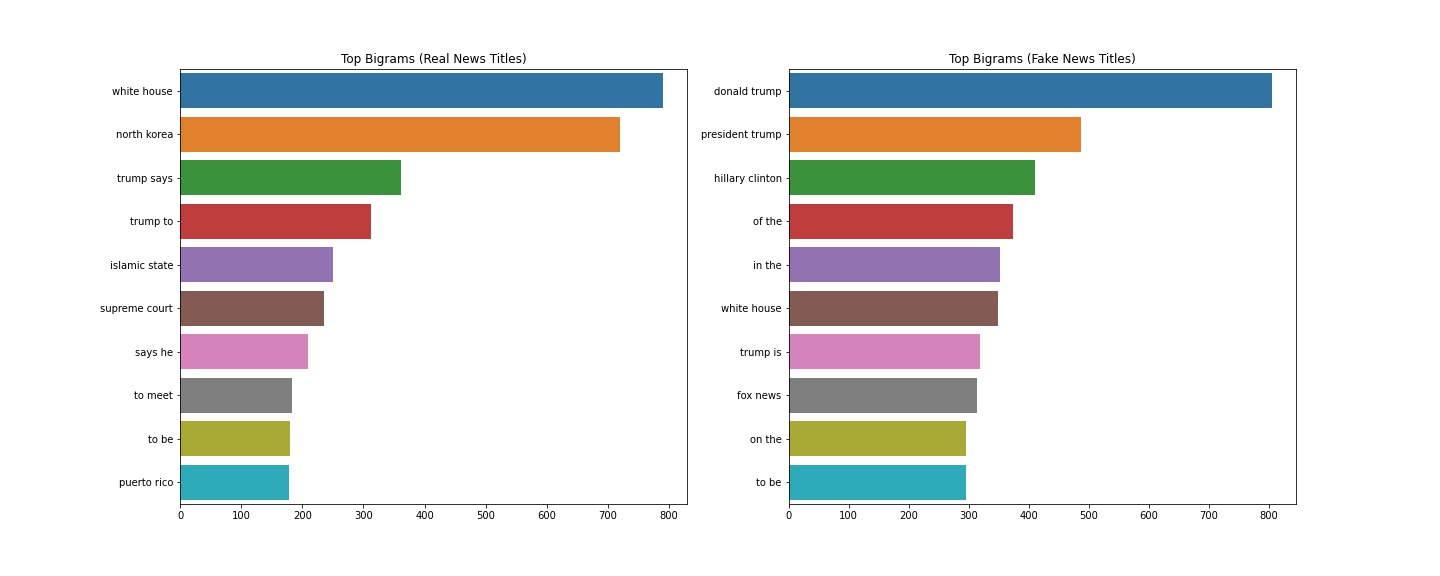 Top Bigrams (Real News Titles)
white house
north korea
trump says
trump to
islamic state
supreme court
says he
to meet
to be
puerto rico
0 100 200 300 400 500 600 700 800
Top Bigrams (Fake News Titles)
donald trump
president trump
hillary clinton
of the
in the
white house
trump is
fox news
on the
to be
0 100 200 300 400 500 600 700 800